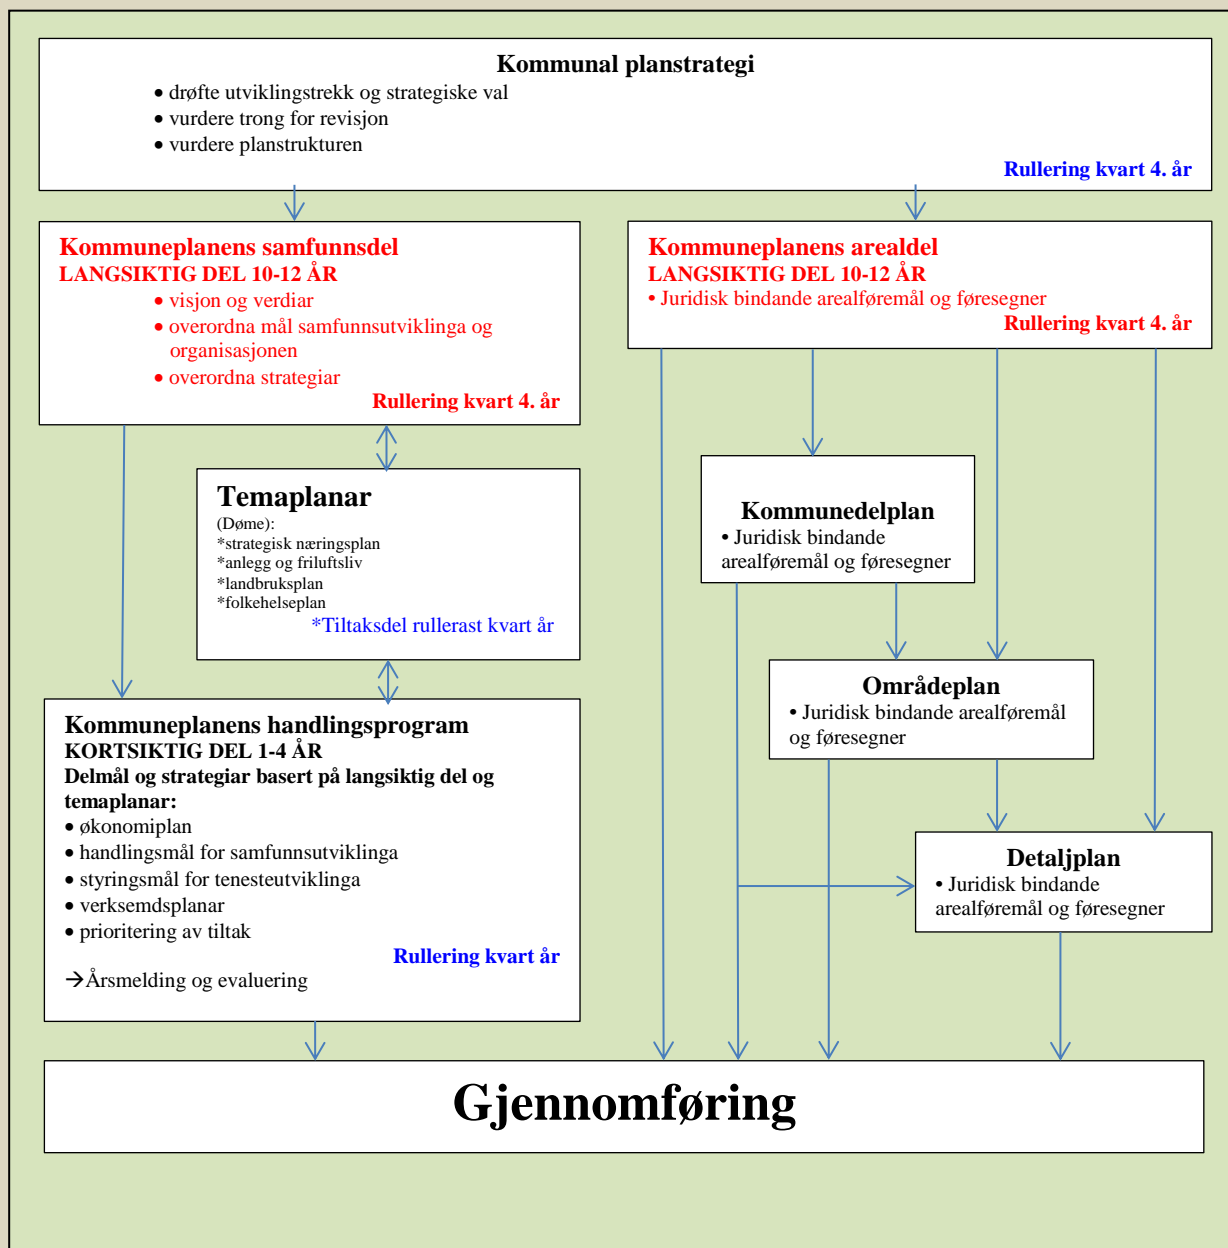 Kommunal planstrategi
• drøfte utviklingstrekk og strategiske val
• vurdere trong for revisjon
• vurdere planstrukturen
Rullering kvart 4. år
Kommuneplanens samfunnsdel
LANGSIKTIG DEL 10-12 ÅR
• visjon og verdiar
• overordna mål samfunnsutviklinga og
organisasjonen
• overordna strategiar
Rullering kvart 4. år
Kommuneplanens arealdel
LANGSIKTIG DEL 10-12 ÅR
• Juridisk bindande arealføremål og føresegner
Rullering kvart 4. år
Temaplanar
(Døme):
*strategisk næringsplan
*anlegg og friluftsliv
*landbruksplan
*folkehelseplan
*Tiltaksdel rullerast kvart år
Kommunedelplan
• Juridisk bindande
arealføremål og føresegner
Områdeplan
• Juridisk bindande arealføremål
og føresegner
Kommuneplanens handlingsprogram
KORTSIKTIG DEL 1-4 ÅR
Delmål og strategiar basert på langsiktig del og
temaplanar:
• økonomiplan
• handlingsmål for samfunnsutviklinga
• styringsmål for tenesteutviklinga
• verksemdsplanar
• prioritering av tiltak
Rullering kvart år
→Årsmelding og evaluering
Detaljplan
• Juridisk bindande
arealføremål og føresegner
Gjennomføring